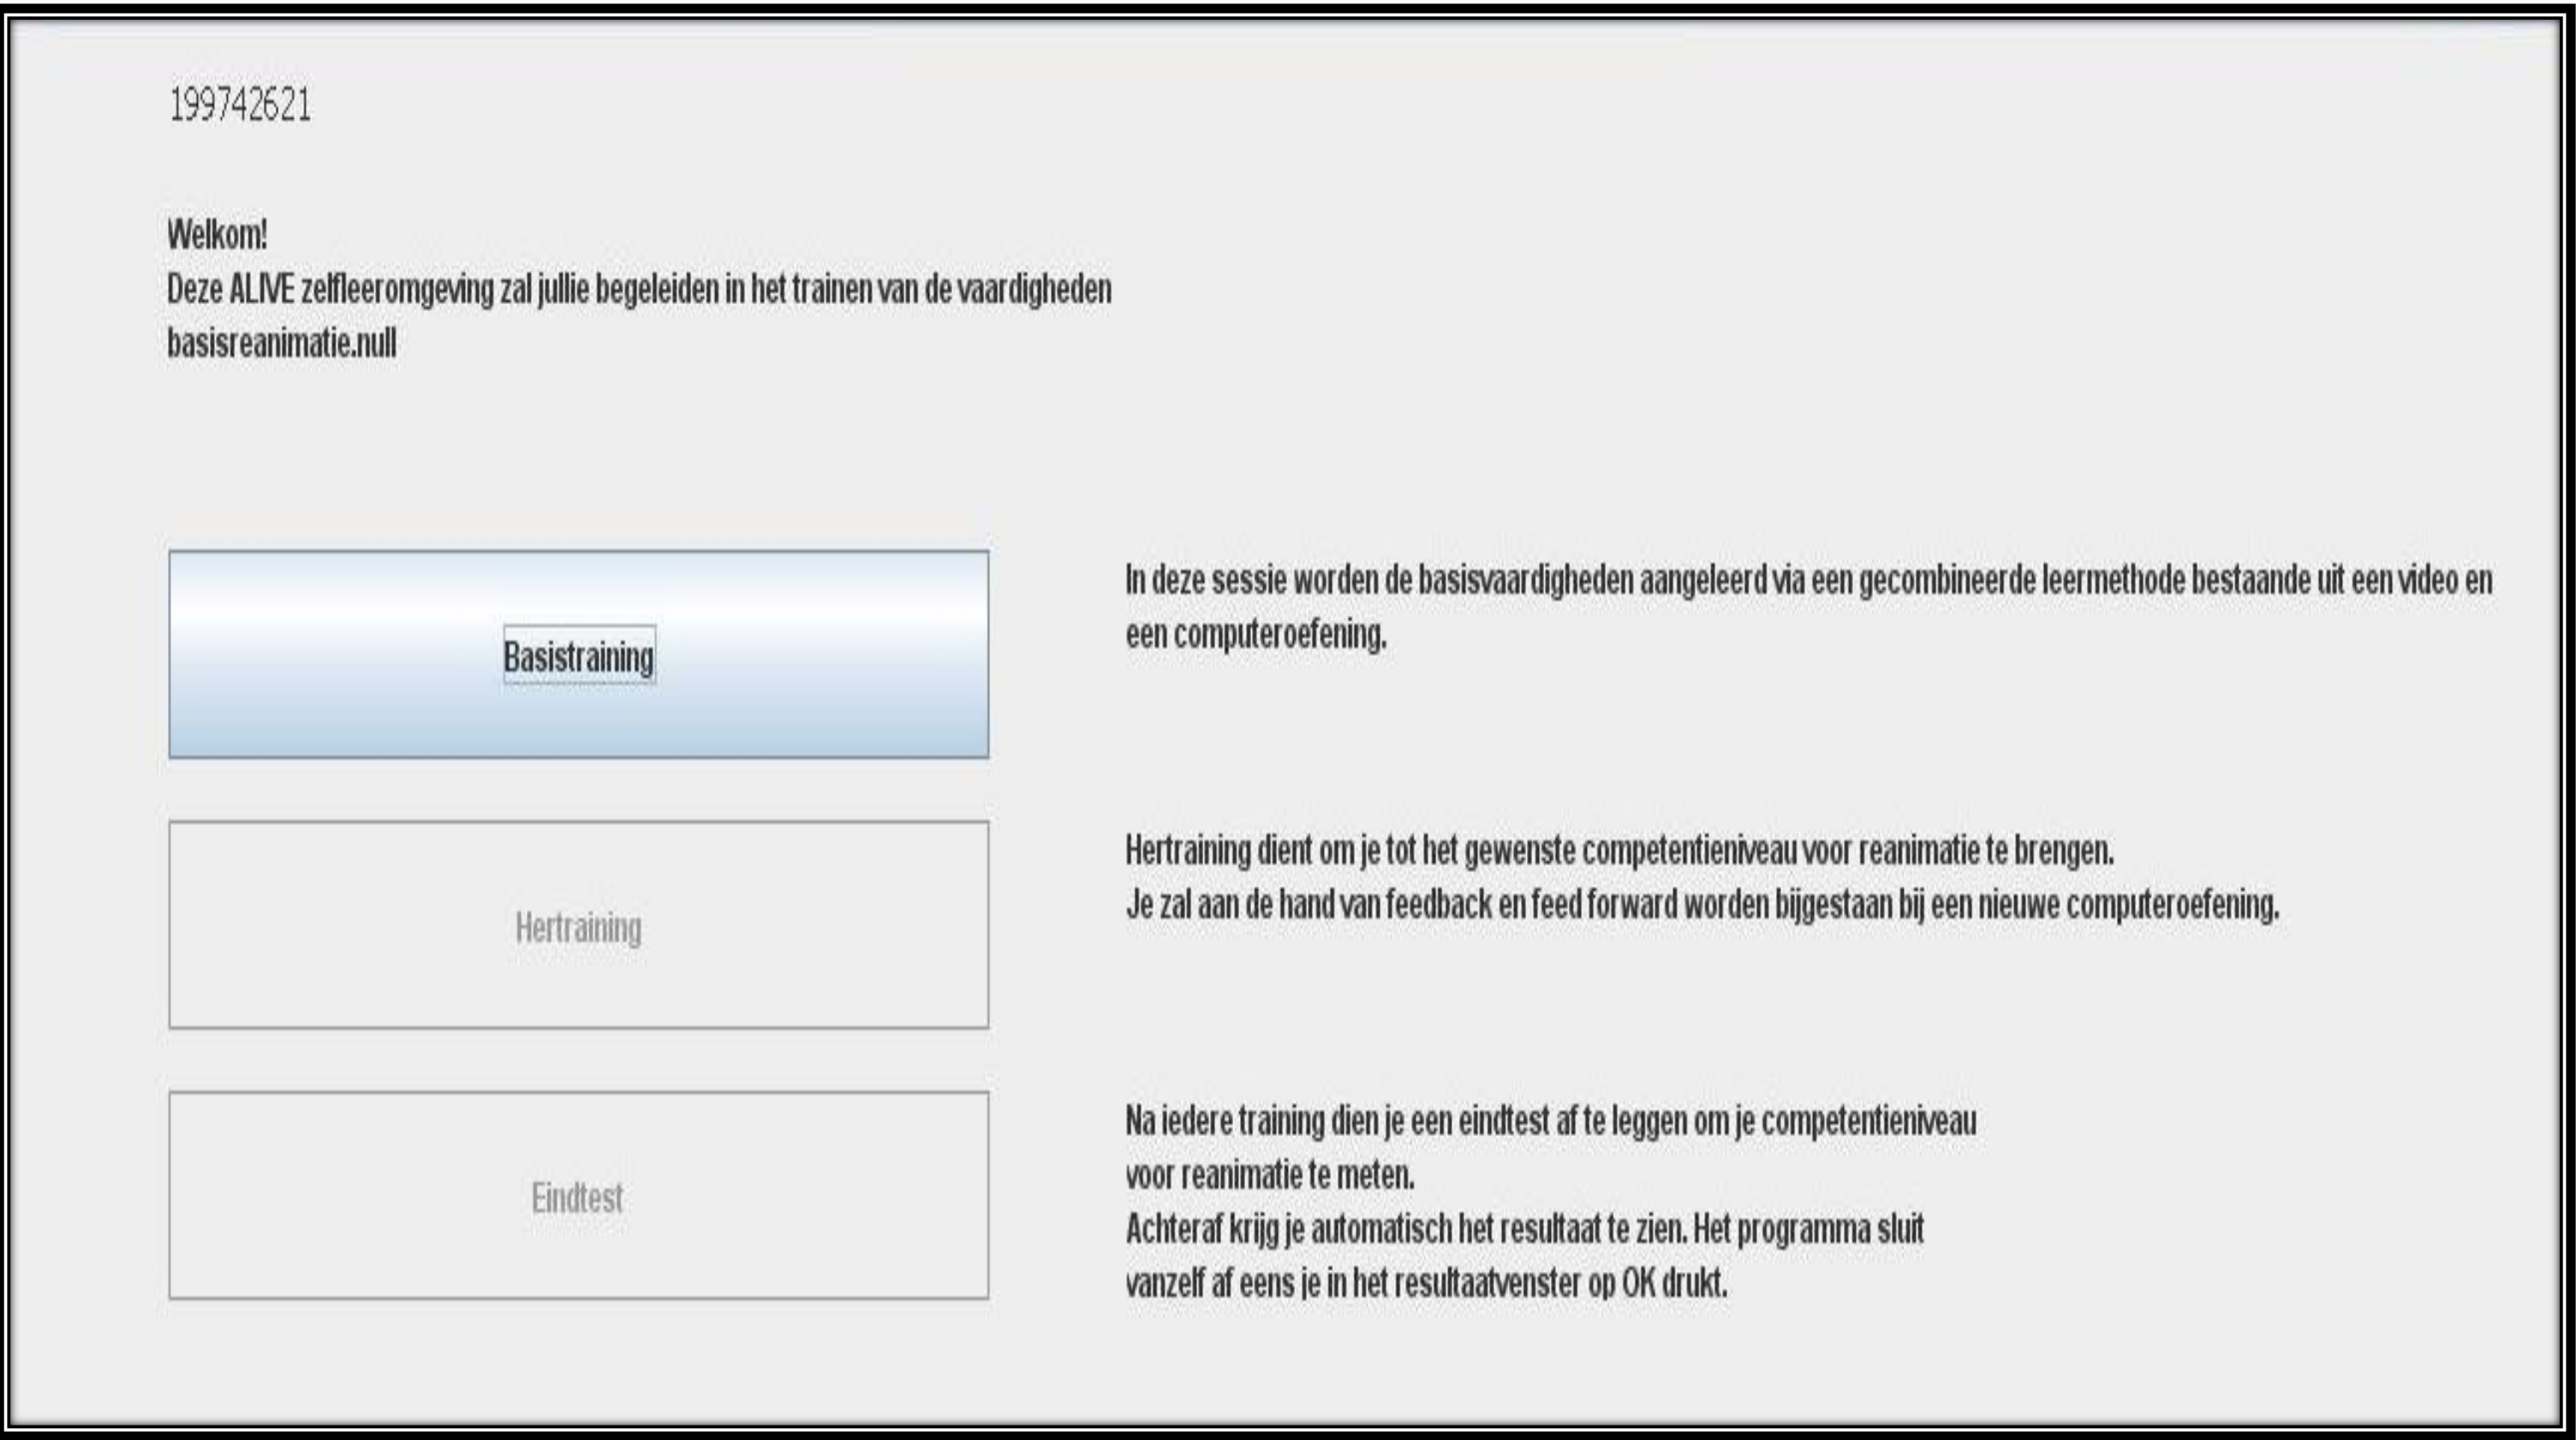 199742621
Welkom!
Deze ALIVE zelfleeromgeving zal jullie begeleiden in het trainen van de vaardigheden
basisreanimatie.null
Basistraining
In deze sessie worden de basisvaardigheden aangeleerd via een gecombineerde leermethode bestaande uit een video en
een computeroefening.
Hertraining
Hertraining dient om je tot het gewenste competentieniveau voor reanimatie te brengen.
Je zal aan de hand van feedback en feed forward worden bijgestaan bij een nieuwe computeroefening.
Eindtest
Na iedere training dien je een eindtest af te leggen om je competentieniveau
voor reanimatie te meten.
Achteraf krijg je automatisch het resultaat te zien. Het programma sluit
vanzelf af eens je in het resultaatvenster op OK drukt.